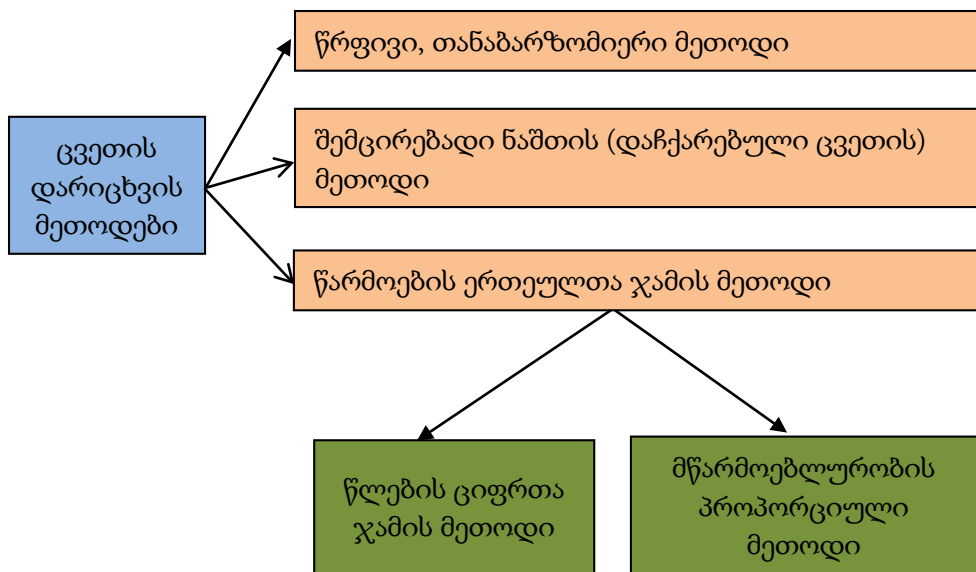 ცვეთის
დარიცხვის
მეთოდები
წრფივი, თანაბარზომიერი მეთოდი
შემცირებადი ნაშთის (დაჩქარებული ცვეთის)
მეთოდი
წარმოების ერთეულთა ჯამის მეთოდი
წლების ციფრთა
ჯამის მეთოდი
მწარმოებლურობის
პროპორციული
მეთოდი